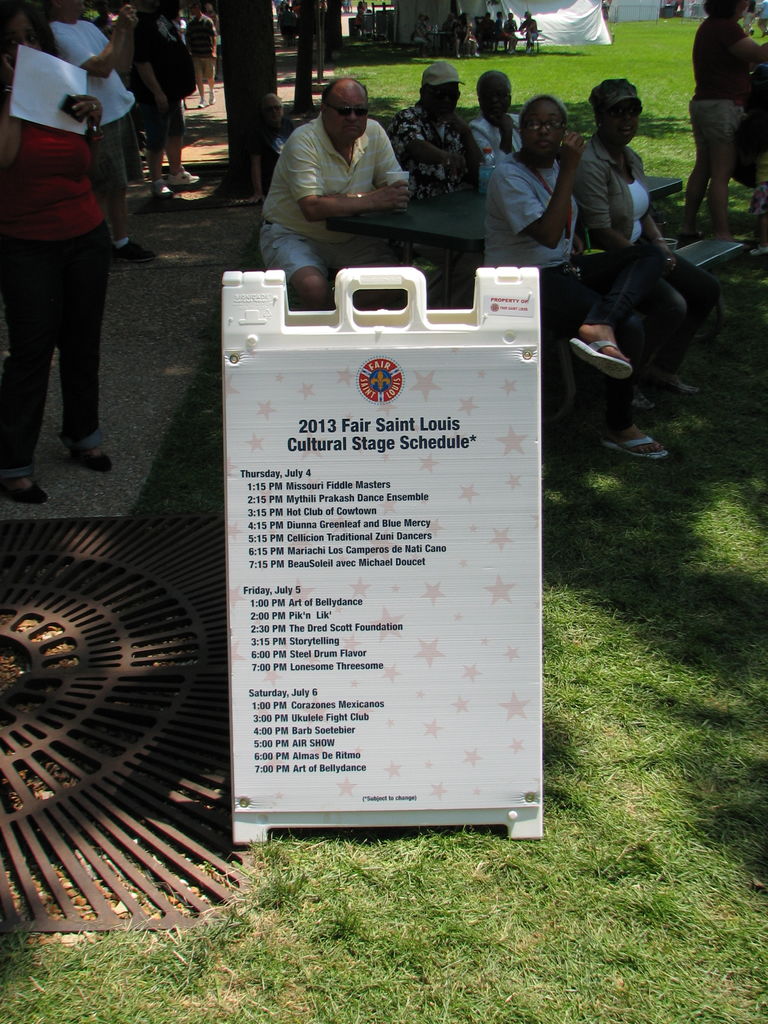 PROPERTY OF
FAIR SAINT LOUIS
FAIR
SAINT LOUIS
2013 Fair Saint Louis
Cultural Stage Schedule*
Thursday, July 4
1:15 PM Missouri Fiddle Masters
2:15 PM Mythili Prakash Dance Ensemble
3:15 PM Hot Club of Cowtown
4:15 PM Diunna Greenleaf and Blue Mercy
5:15 PM Cellicion Traditional Zuni Dancers
6:15 PM Mariachi Los Camperos de Nati Cano
7:15 PM BeauSoleil avec Michael Doucet
Friday, July 5
1:00 PM Art of Bellydance
2:00 PM Pik'n Lik'
2:30 PM The Dred Scott Foundation
3:15 PM Storytelling
6:00 PM Steel Drum Flavor
7:00 PM Lonesome Threesome
Saturday, July 6
1:00 PM Corazones Mexicanos
3:00 PM Ukulele Fight Club
4:00 PM Barb Soetebier
5:00 PM AIR SHOW
6:00 PM Almas De Ritmo
7:00 PM Art of Bellydance
(*Subject to change)